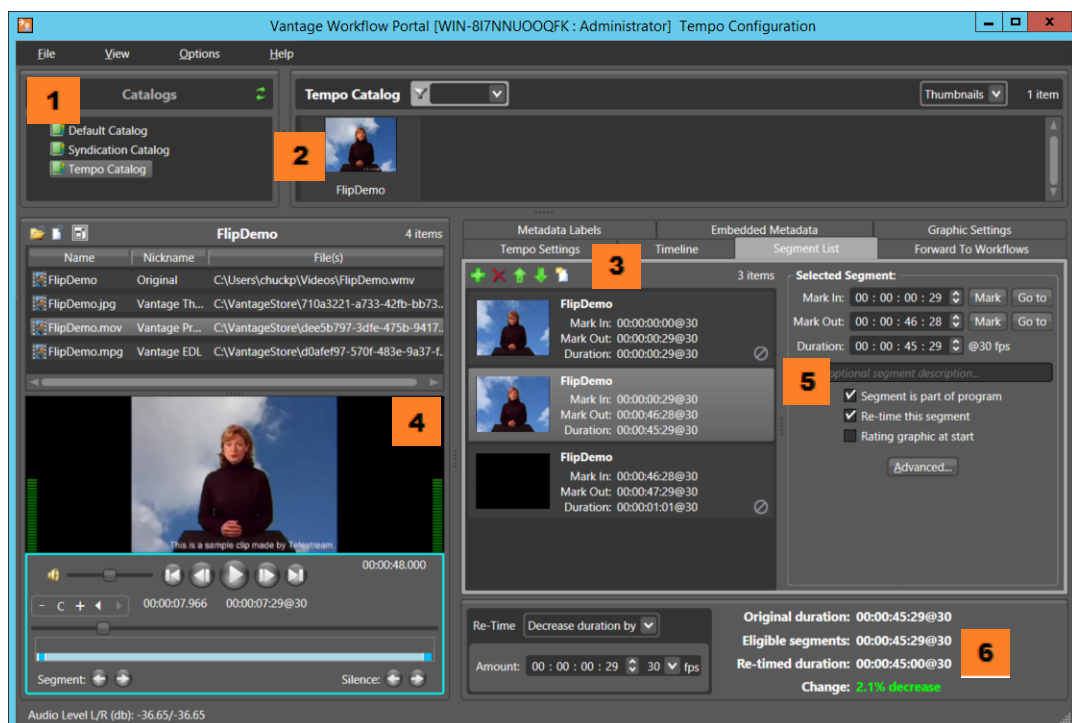 Vantage Workflow Portal [WIN-8I7NNUOOQFK : Administrator] Tempo Configuration
File View Options Help
1 Catalogs
Default Catalog
Syndication Catalog
Tempo Catalog
Tempo Catalog Thumbnails 1 item
2
FlipDemo
FlipDemo 4 items
Name Nickname File(s)
FlipDemo Original C:\Users\chuckp\Videos\FlipDemo.wmv
FlipDemo.jpg Vantage Th... C:\VantageStore\710a3221-a733-42fb-bb73...
FlipDemo.mov Vantage Pr... C:\VantageStore\dee5b797-3dfe-475b-9417...
FlipDemo.mpg Vantage EDL C:\VantageStore\d0afef97-570f-483e-9a37-f...
4
This is a sample clip made by Telestream.
00:00:48.000
- C +
00:00:07.966 00:00:07:29@30
Segment: Silence:
Audio Level L/R (db): -36.65/-36.65
Metadata Labels Embedded Metadata Graphic Settings
Tempo Settings Timeline Segment List Forward To Workflows
3
3 items
FlipDemo
Mark In: 00:00:00:00@30
Mark Out: 00:00:00:29@30
Duration: 00:00:00:29@30
FlipDemo
Mark In: 00:00:00:29@30
Mark Out: 00:00:46:28@30
Duration: 00:00:45:29@30
FlipDemo
Mark In: 00:00:46:28@30
Mark Out: 00:00:47:29@30
Duration: 00:00:01:01@30
Selected Segment:
Mark In: 00 : 00 : 00 : 29 Mark Go to
Mark Out: 00 : 00 : 46 : 28 Mark Go to
Duration: 00 : 00 : 45 : 29 @30 fps
optional segment description...
5
Segment is part of program
Re-time this segment
Rating graphic at start
Advanced...
Re-Time Decrease duration by
Amount: 00 : 00 : 00 : 29 30 fps
Original duration: 00:00:45:29@30
Eligible segments: 00:00:45:29@30
Re-timed duration: 00:00:45:00@30
Change: 2.1% decrease
6